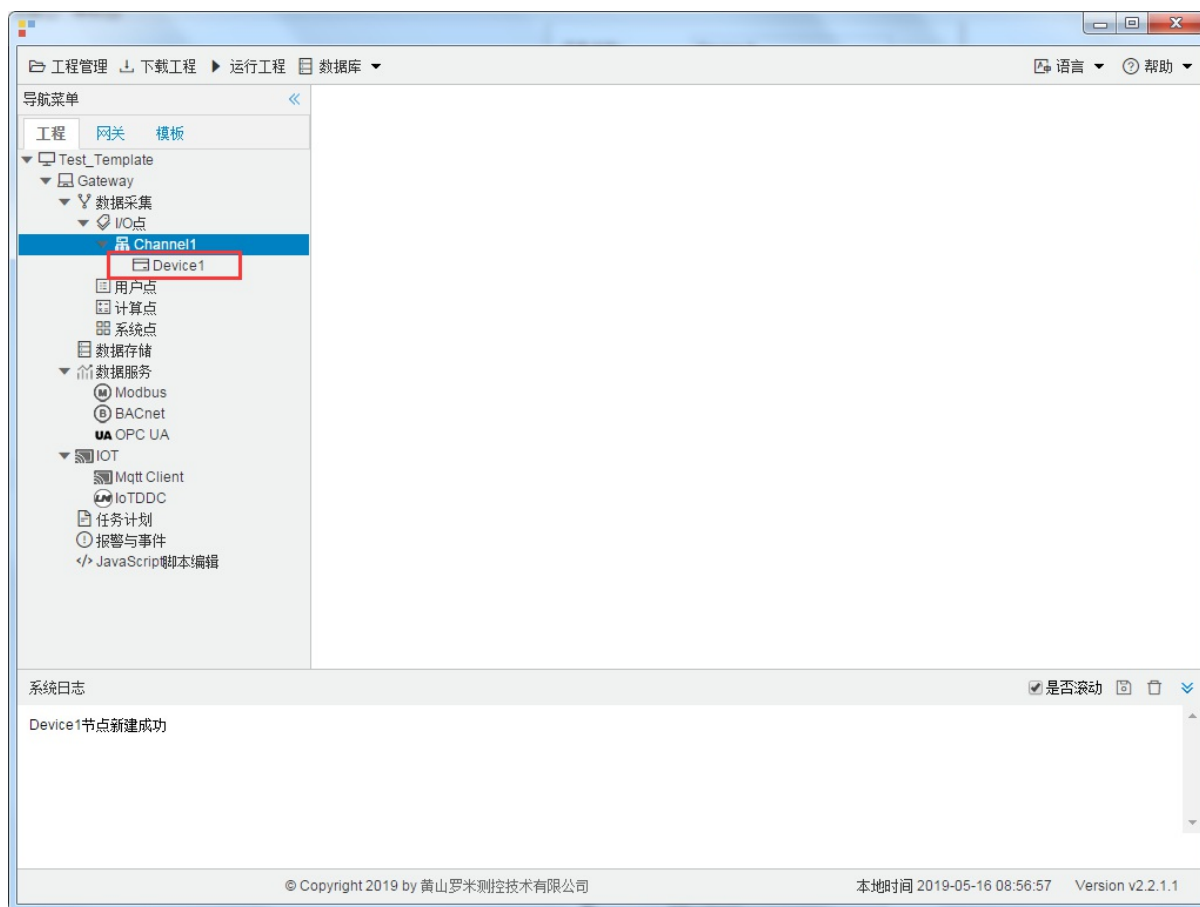 工程管理 下载工程 运行工程 数据库 语言 帮助
导航菜单
工程 网关 模板
Test_Template
Gateway
数据采集
I/O点
Channel1
Device1
用户点
计算点
系统点
数据存储
数据服务
Modbus
BACnet
UA OPC UA
IOT
Mqtt Client
IoTDDC
任务计划
报警与事件
JavaScript脚本编辑
系统日志 是否滚动
Device1节点新建成功
© Copyright 2019 by 黄山罗米测控技术有限公司 本地时间 2019-05-16 08:56:57 Version v2.2.1.1